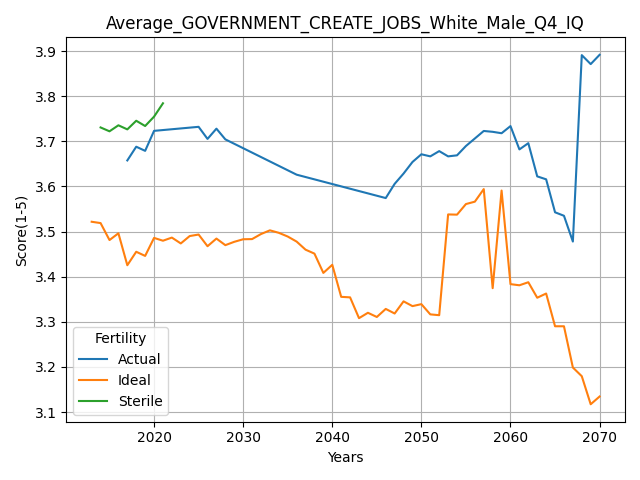 Average_GOVERNMENT_CREATE_JOBS_White_Male_Q4_IQ
3.9
3.8
3.7
3.6
3.5
3.4
3.3
3.2
3.1
Score(1-5)
Fertility
Actual
Ideal
Sterile
2020 2030 2040 2050 2060 2070
Years